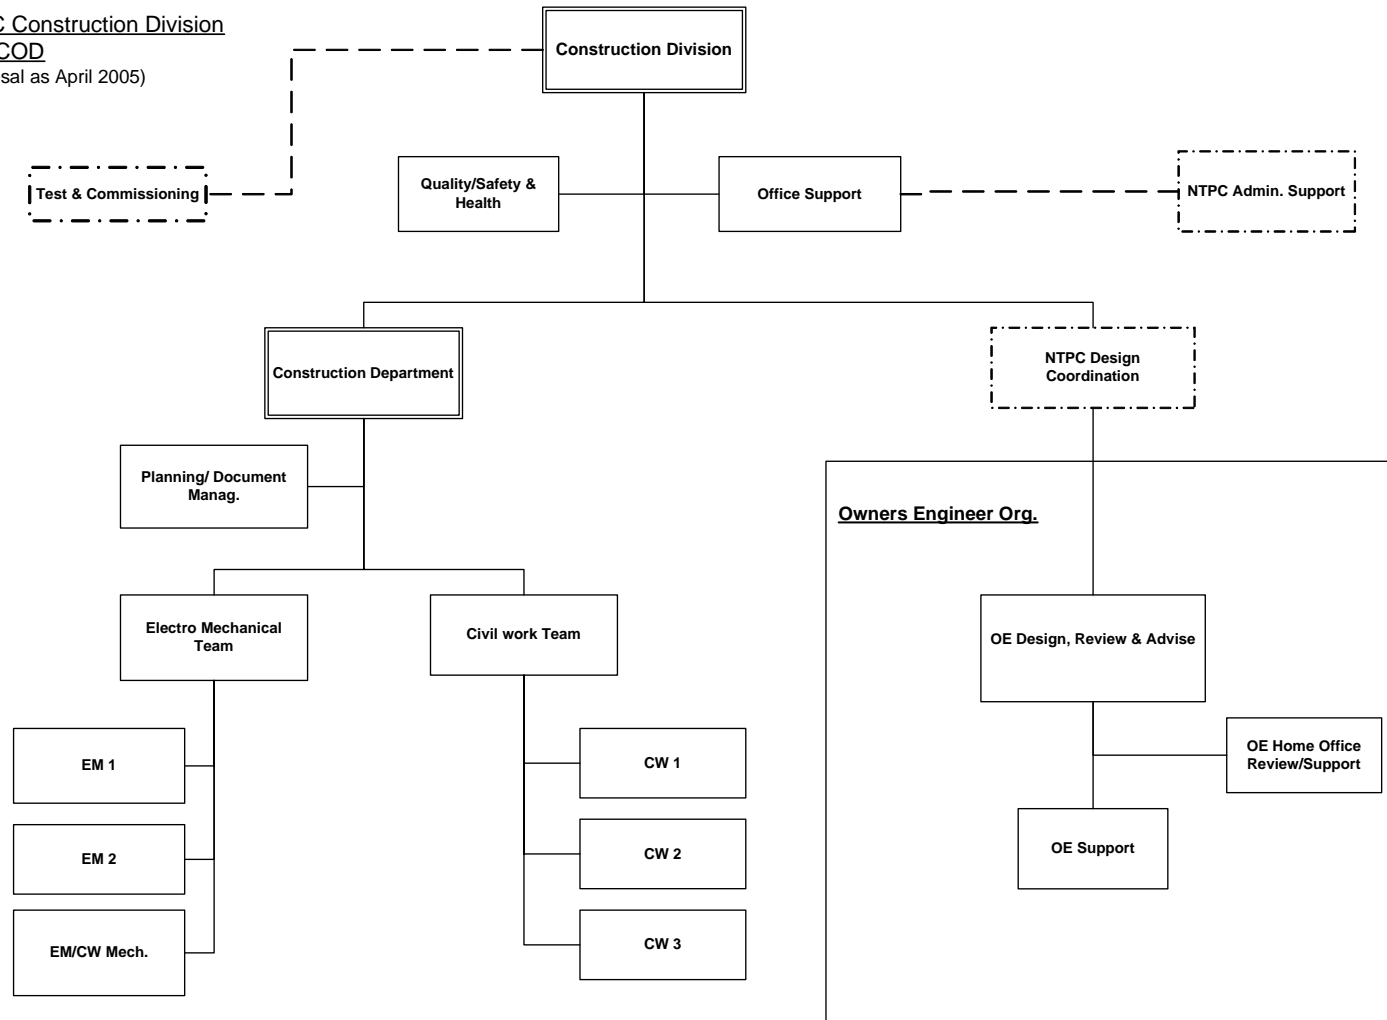 C Construction Division
COD
sal as April 2005)
Construction Division
Test & Commissioning
Quality/Safety &
Health
Office Support
NTPC Admin. Support
Construction Department
NTPC Design
Coordination
Planning/ Document
Manag.
Owners Engineer Org.
Electro Mechanical
Team
Civil work Team
OE Design, Review & Advise
EM 1
CW 1
OE Home Office
Review/Support
EM 2
CW 2
OE Support
EM/CW Mech.
CW 3